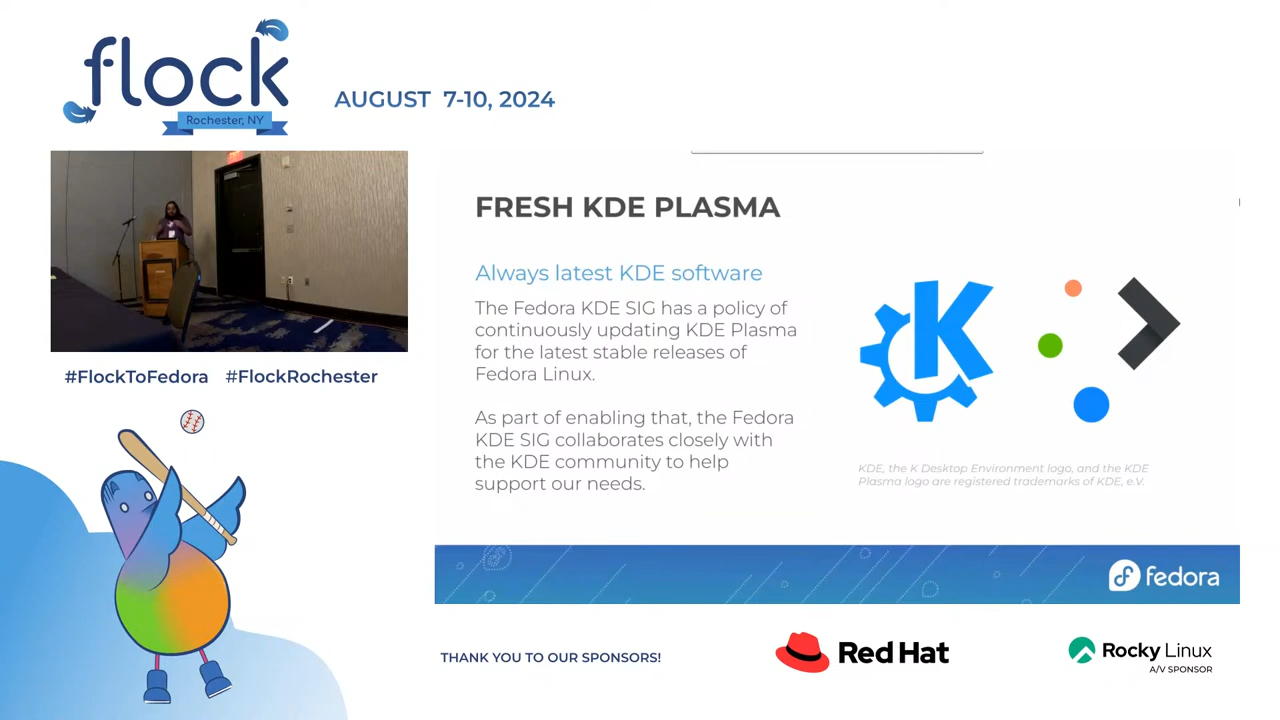 flock
Rochester, NY
AUGUST 7-10, 2024
#FlockToFedora #FlockRochester
FRESH KDE PLASMA
Always latest KDE software
The Fedora KDE SIG has a policy of
continuously updating KDE Plasma
for the latest stable releases of
Fedora Linux.
As part of enabling that, the Fedora
KDE SIG collaborates closely with
the KDE community to help
support our needs.
K
KDE, the K Desktop Environment logo, and the KDE
Plasma logo are registered trademarks of KDE, e.V.
fedora
THANK YOU TO OUR SPONSORS!
Red Hat
Rocky Linux
A/V SPONSOR